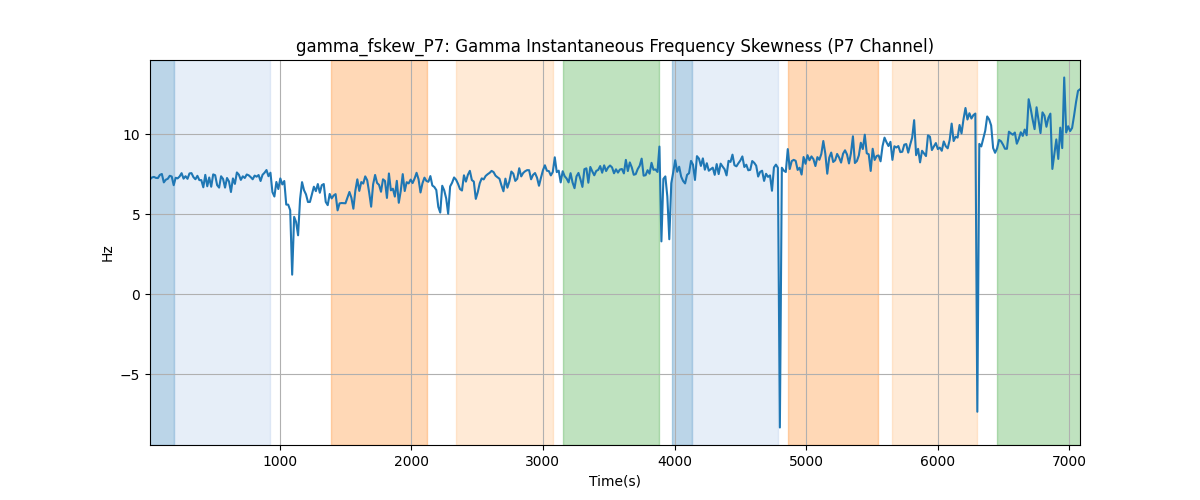 gamma_fskew_P7: Gamma Instantaneous Frequency Skewness (P7 Channel)
10
5
0
−5
Hz
1000 2000 3000 4000 5000 6000 7000
Time(s)